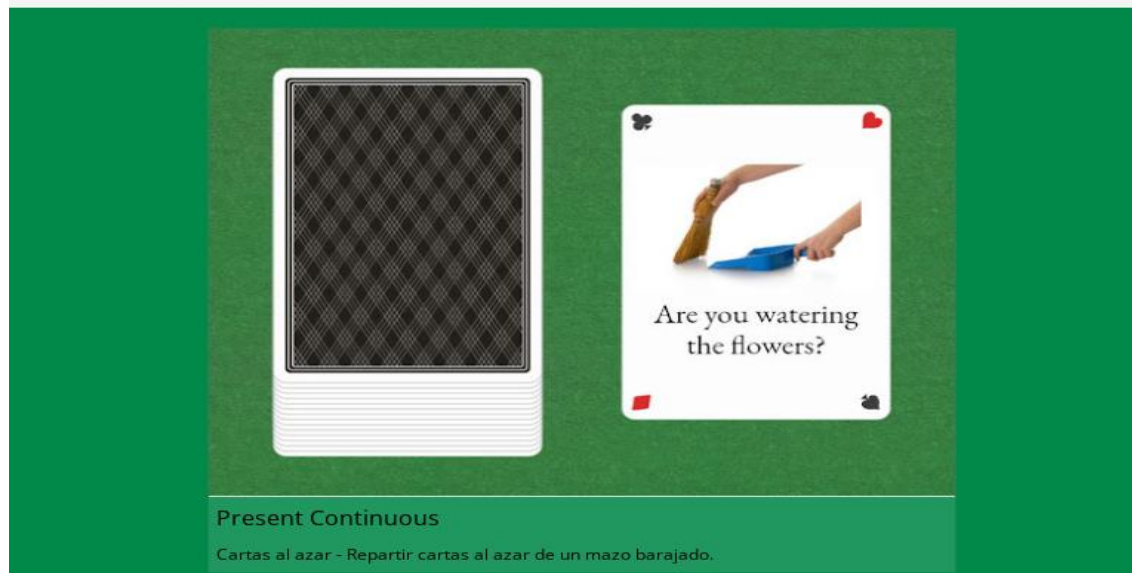 Are you watering
the flowers?
Present Continuous
Cartas al azar - Repartir cartas al azar de un mazo barajado.